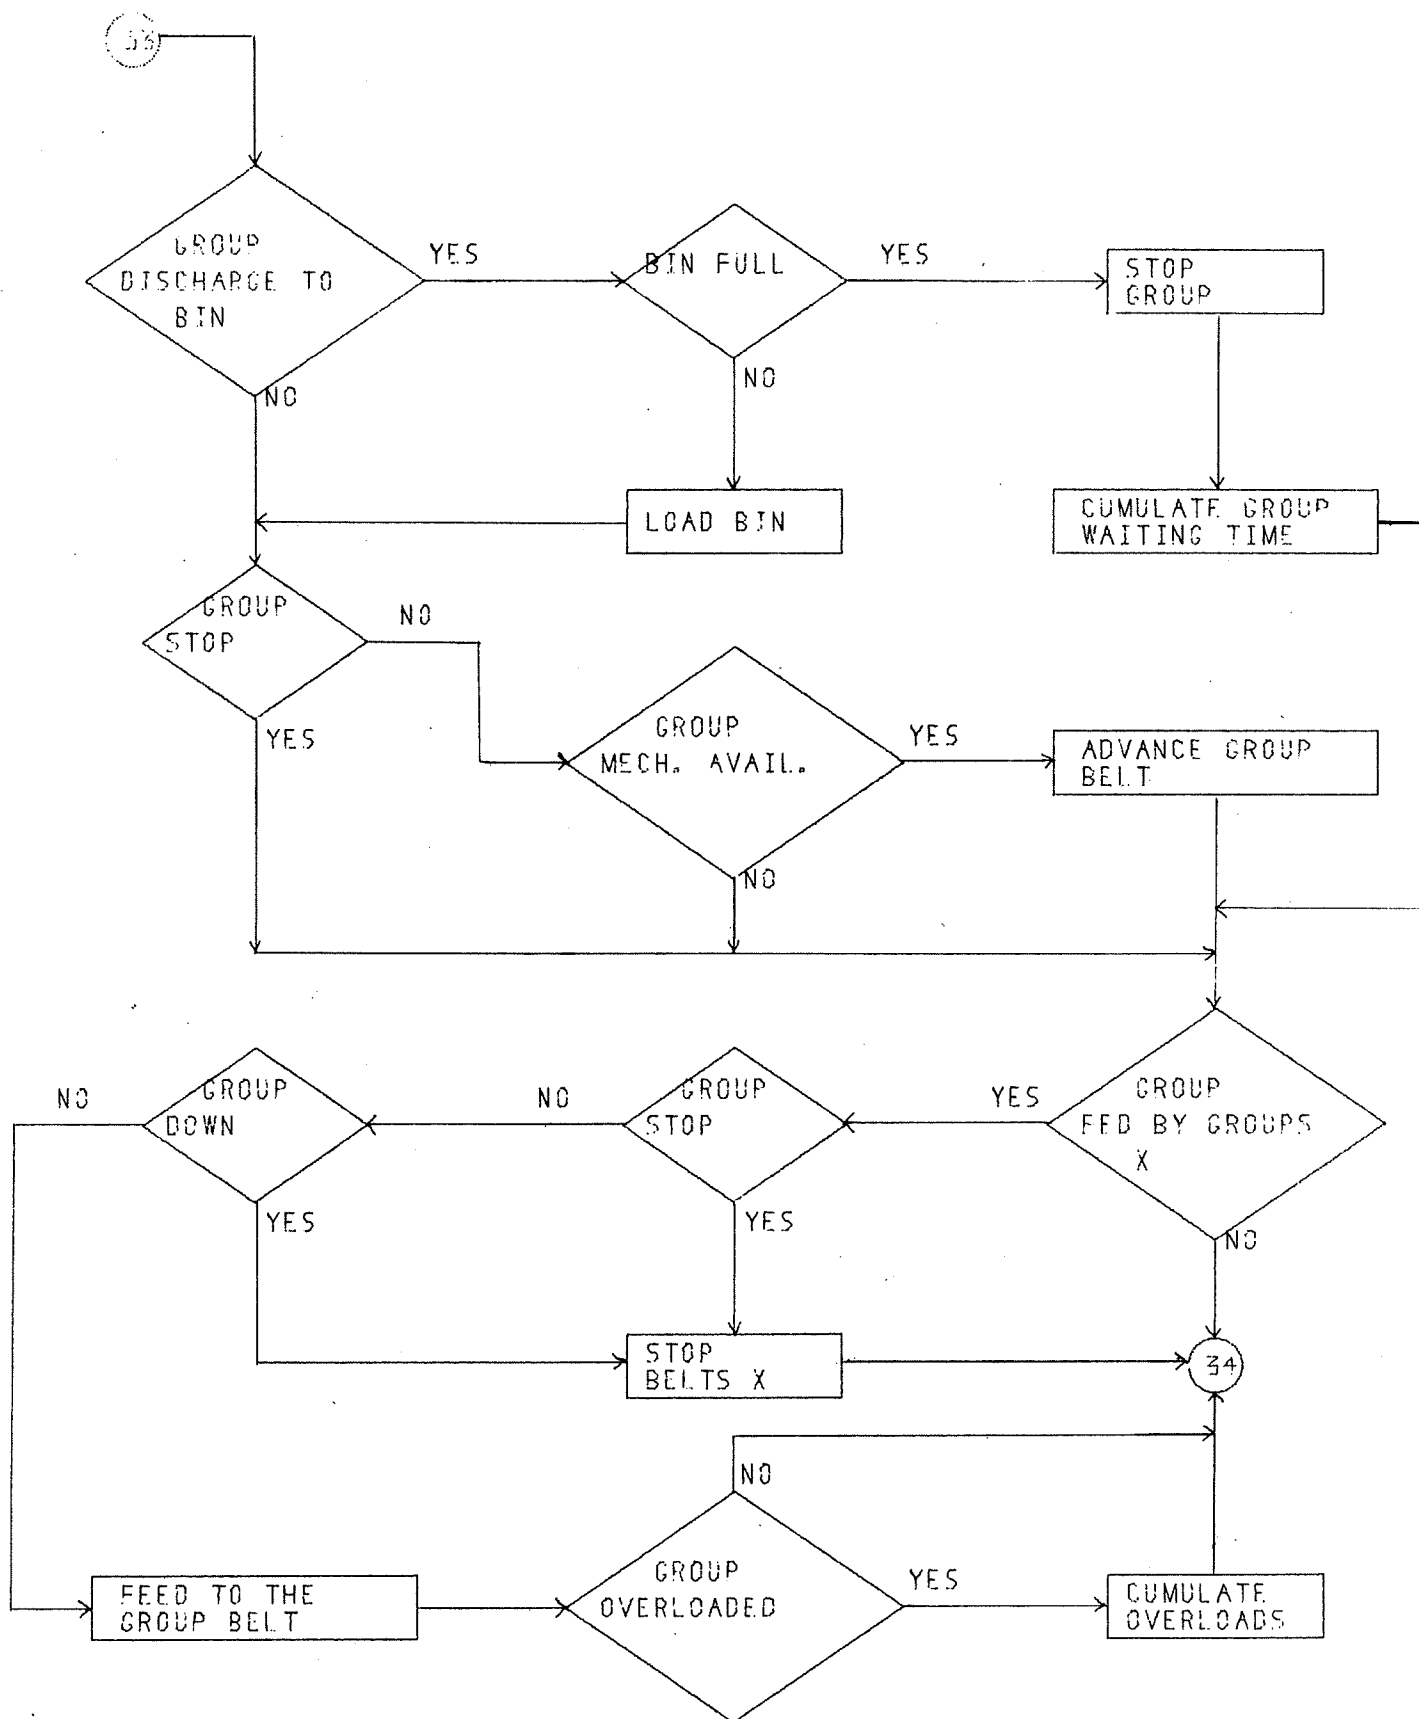 GROUP
DISCHARGE TO
BIN
YES
BIN FULL
YES
STOP
GROUP
NO
NO
LOAD BIN
CUMULATE GROUP
WAITING TIME
GROUP
STOP
NO
YES
GROUP
MECH. AVAIL.
YES
ADVANCE GROUP
BELT
NO
NO
GROUP
DOWN
NO
GROUP
STOP
YES
GROUP
FED BY GROUPS
X
YES
YES
NO
STOP
BELTS X
34
NO
FEED TO THE
GROUP BELT
GROUP
OVERLOADED
YES
CUMULATE
OVERLOADS